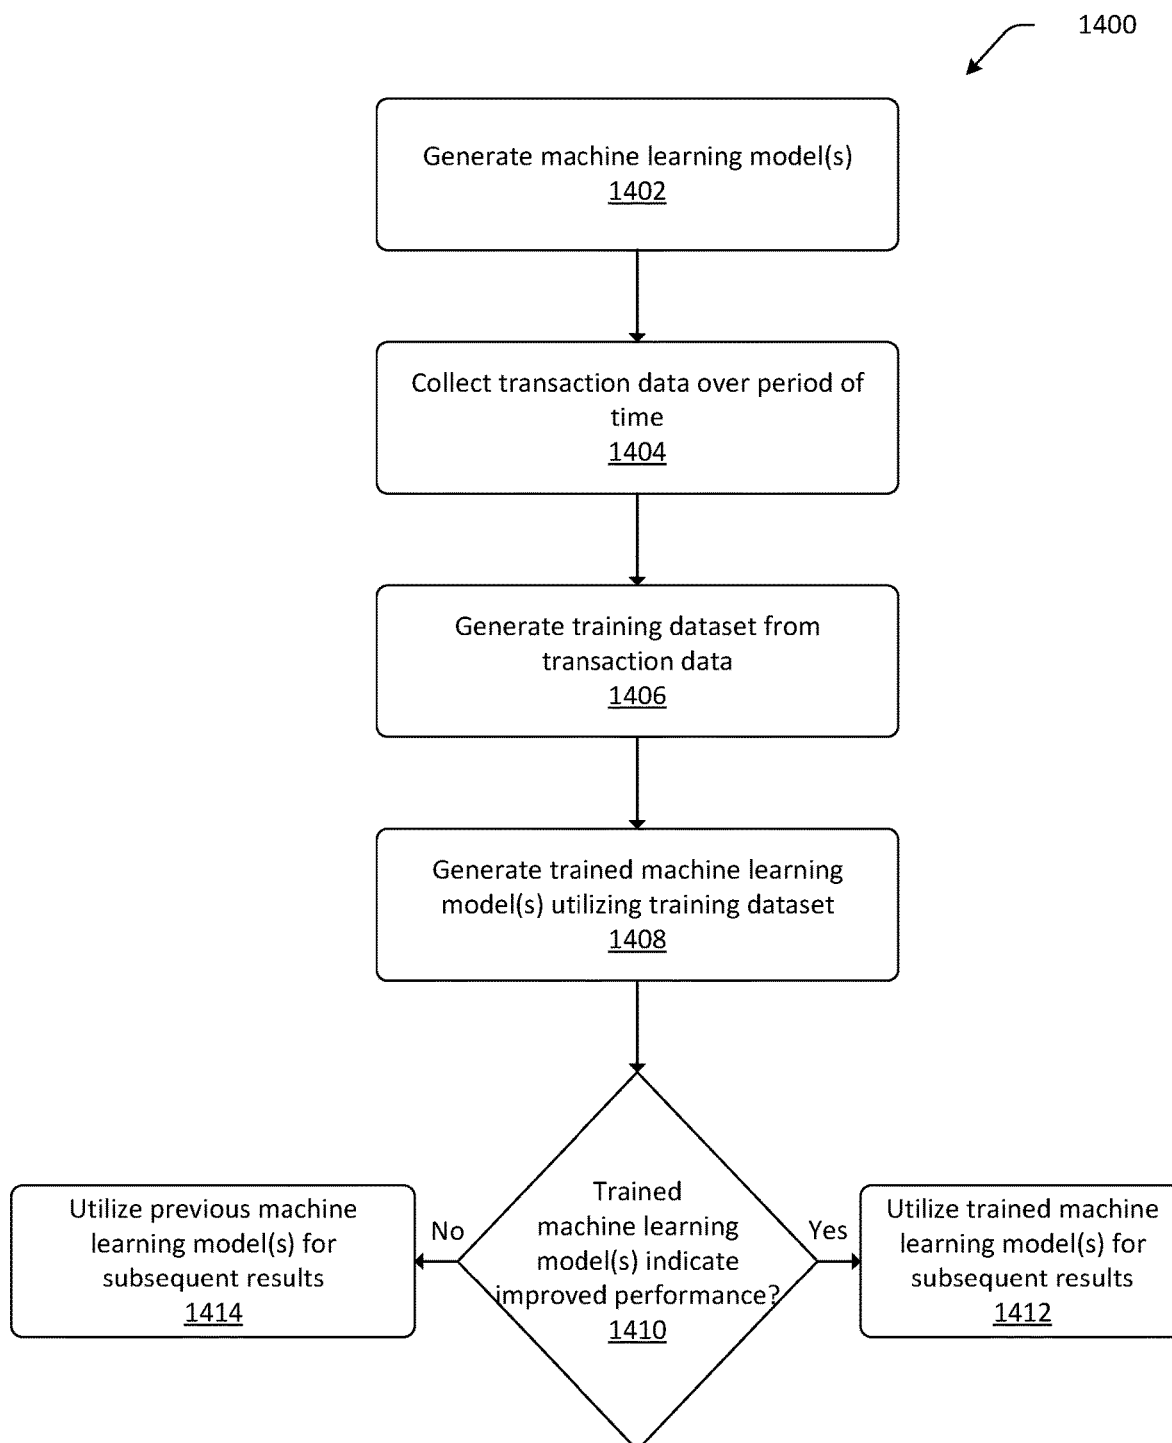 1400
Generate machine learning model(s)
1402
Collect transaction data over period of
time
1404
Generate training dataset from
transaction data
1406
Generate trained machine learning
model(s) utilizing training dataset
1408
Utilize previous machine
learning model(s) for
subsequent results
1414
No
Trained
machine learning
model(s) indicate
improved performance?
1410
Yes
Utilize trained machine
learning model(s) for
subsequent results
1412